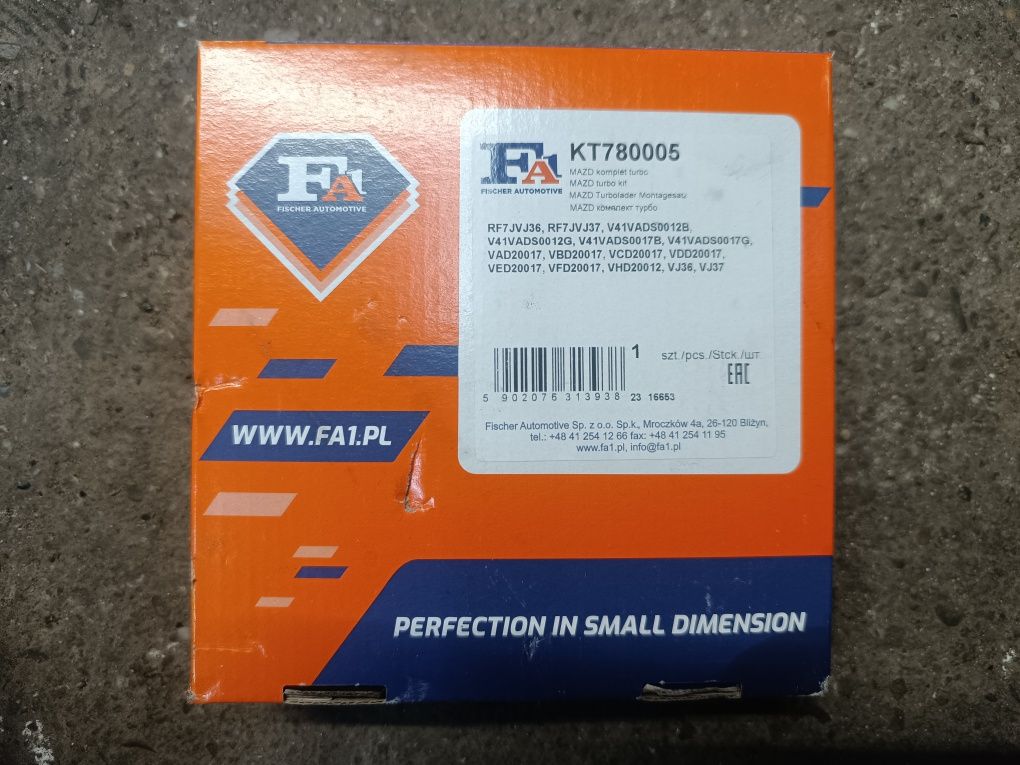 FA1
FISCHER AUTOMOTIVE
WWW.FA1.PL
PERFECTION IN SMALL DIMENSION
FA1
FISCHER AUTOMOTIVE
KT780005
MAZD komplet turbo
MAZD turbo kit
MAZD Turbolader Montagesatz
MAZD комплект турбо
RF7JVJ36, RF7JVJ37, V41VADS0012B,
V41VADS0012G, V41VADS0017B, V41VADS0017G,
VAD20017, VBD20017, VCD20017, VDD20017,
VED20017, VFD20017, VHD20012, VJ36, VJ37
1 szt./pcs./Stck./шт.
EAC
5 902076 313938 23 16653
Fischer Automotive Sp. z o.o. Sp.k., Mroczków 4a, 26-120 Bliżyn,
tel.: +48 41 254 12 66 fax: +48 41 254 11 95
www.fa1.pl, info@fa1.pl